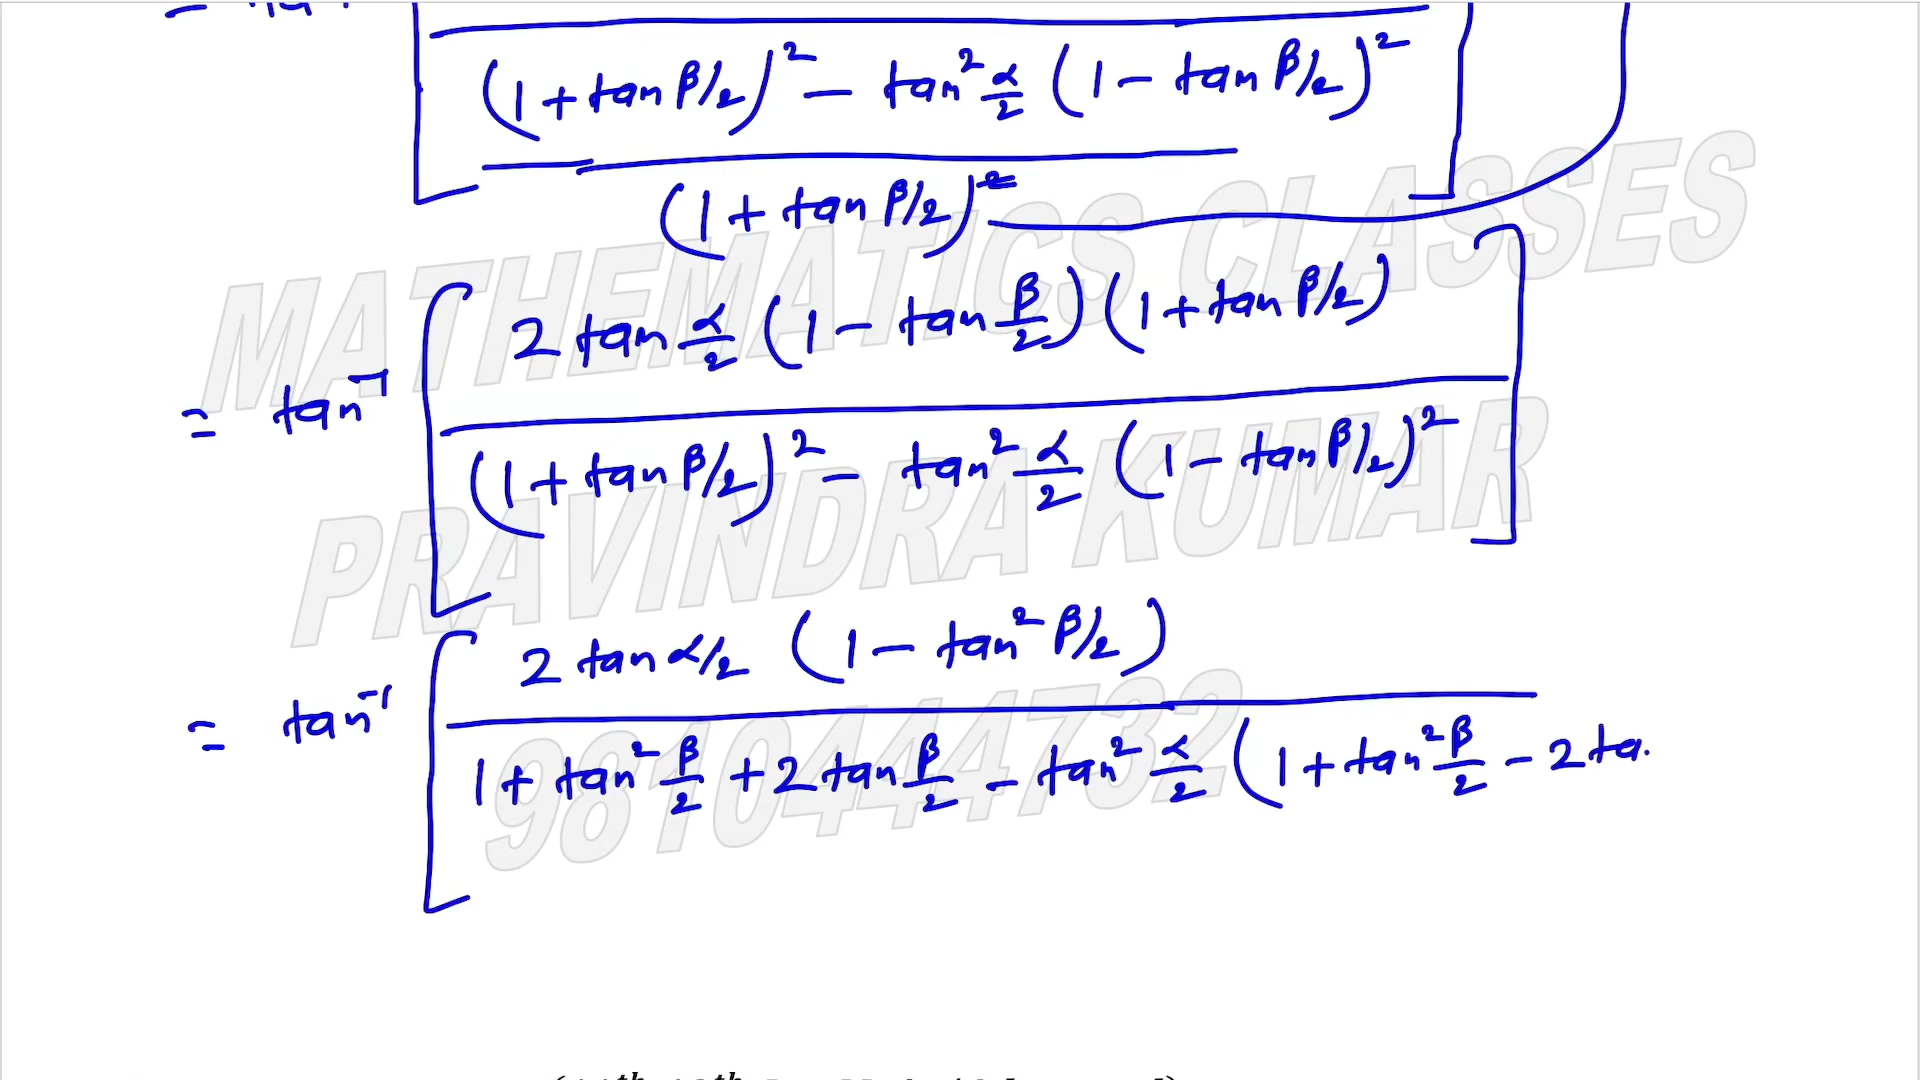 (1 + tan β/2)² − tan² α/2 (1 − tan β/2)²
(1 + tan β/2)²
2 tan α/2 (1 − tan β/2) (1 + tan β/2)
= tan⁻¹
(1 + tan β/2)² − tan² α/2 (1 − tan β/2)²
2 tan α/2 (1 − tan² β/2)
= tan⁻¹
1 + tan² β/2 + 2 tan β/2 − tan² α/2 (1 + tan² β/2 − 2 ta
MATHEMATICS CLASSES
PRAVINDRA KUMAR
9810444732